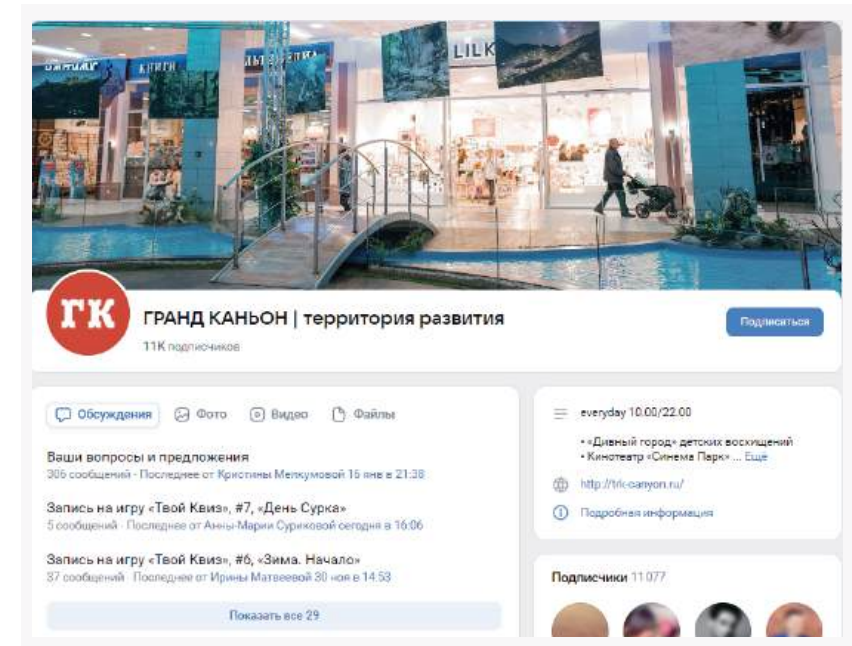 КНИГИ
LILK
ГК
ГРАНД КАНЬОН | территория развития
11K подписчиков
Подписаться
Обсуждения Фото Видео Файлы
Ваши вопросы и предложения
306 сообщений · Последнее от Кристины Мелкумовой 16 янв в 21:38
Запись на игру «Твой Квиз», #7, «День Сурка»
5 сообщений · Последнее от Анны-Марии Суриковой сегодня в 16:06
Запись на игру «Твой Квиз», #6, «Зима. Начало»
37 сообщений · Последнее от Ирины Матвеевой 30 ноя в 14:53
Показать все 29
everyday 10.00/22.00
• «Дивный город» детских восхищений
• Кинотеатр «Синема Парк» ... Ещё
http://trk-canyon.ru/
Подробная информация
Подписчики 11 077